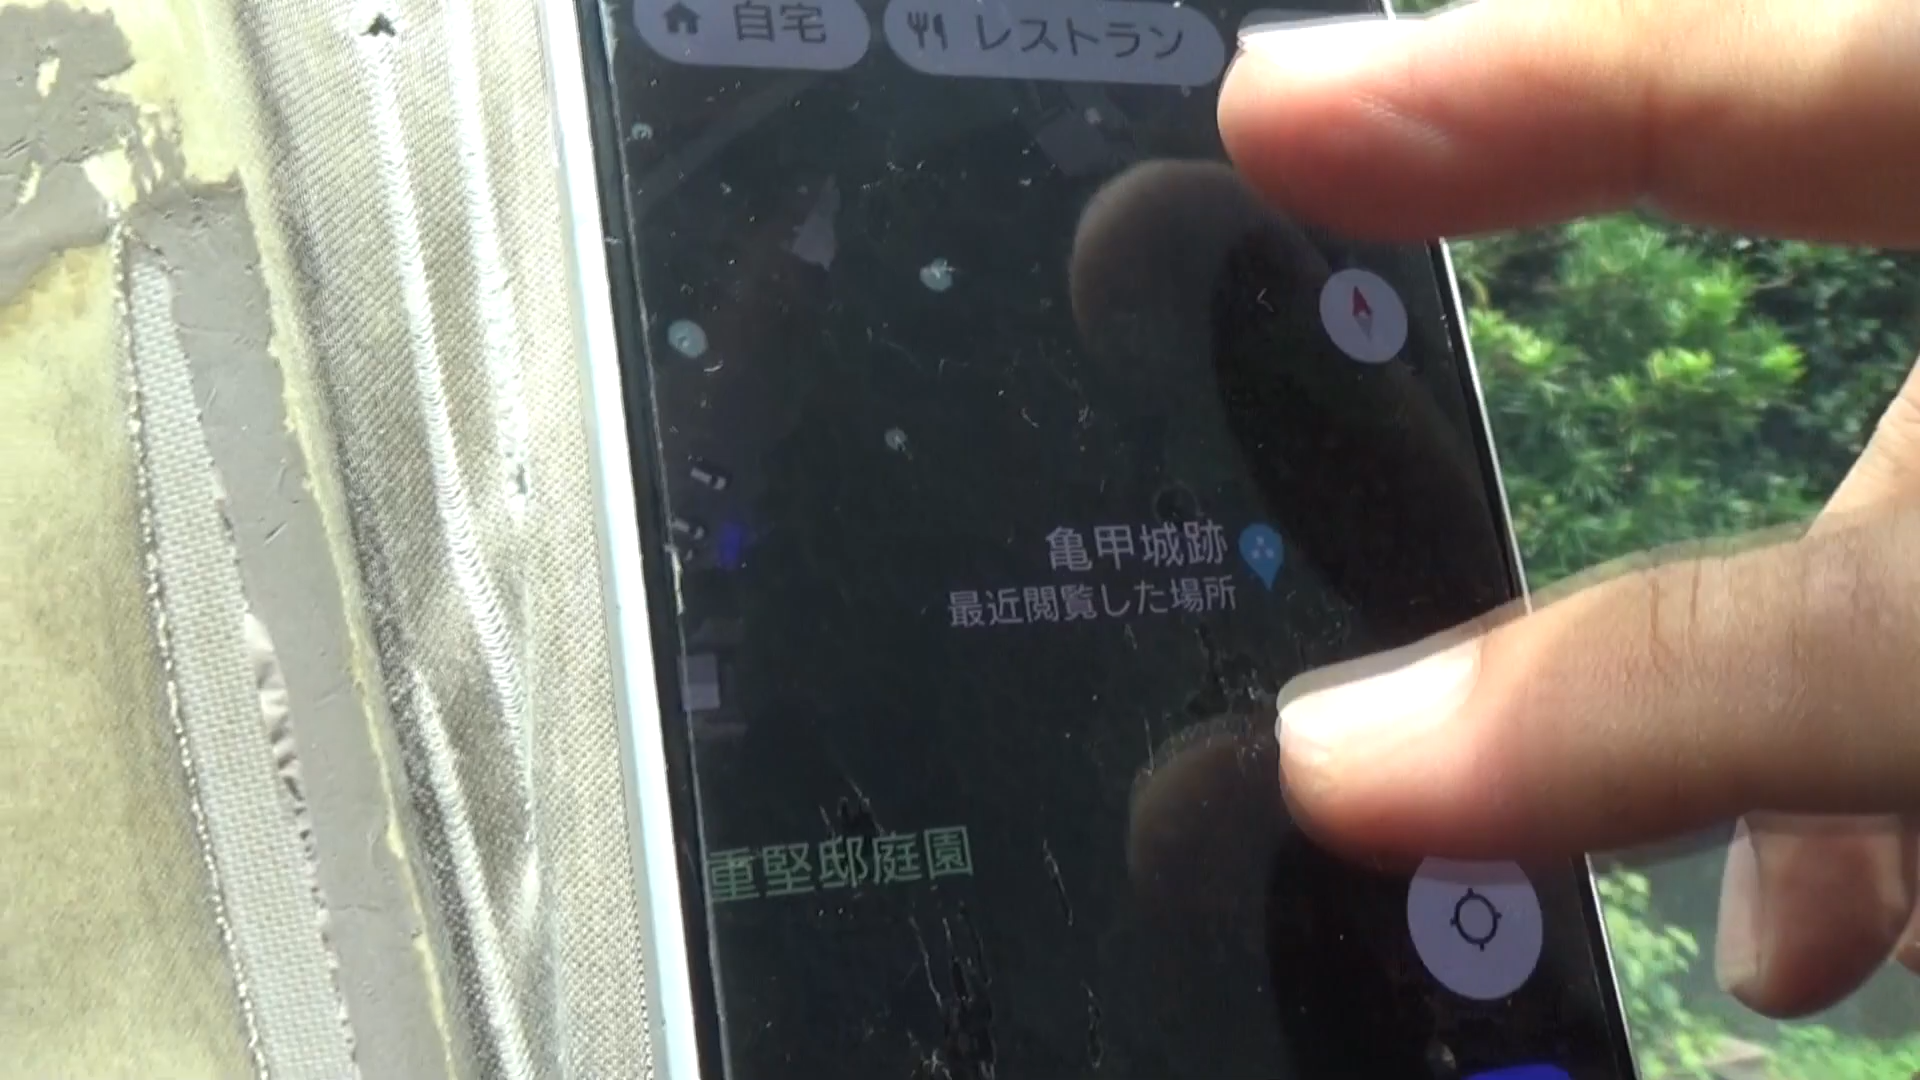 自宅
レストラン
亀甲城跡
最近閲覧した場所
重堅邸庭園